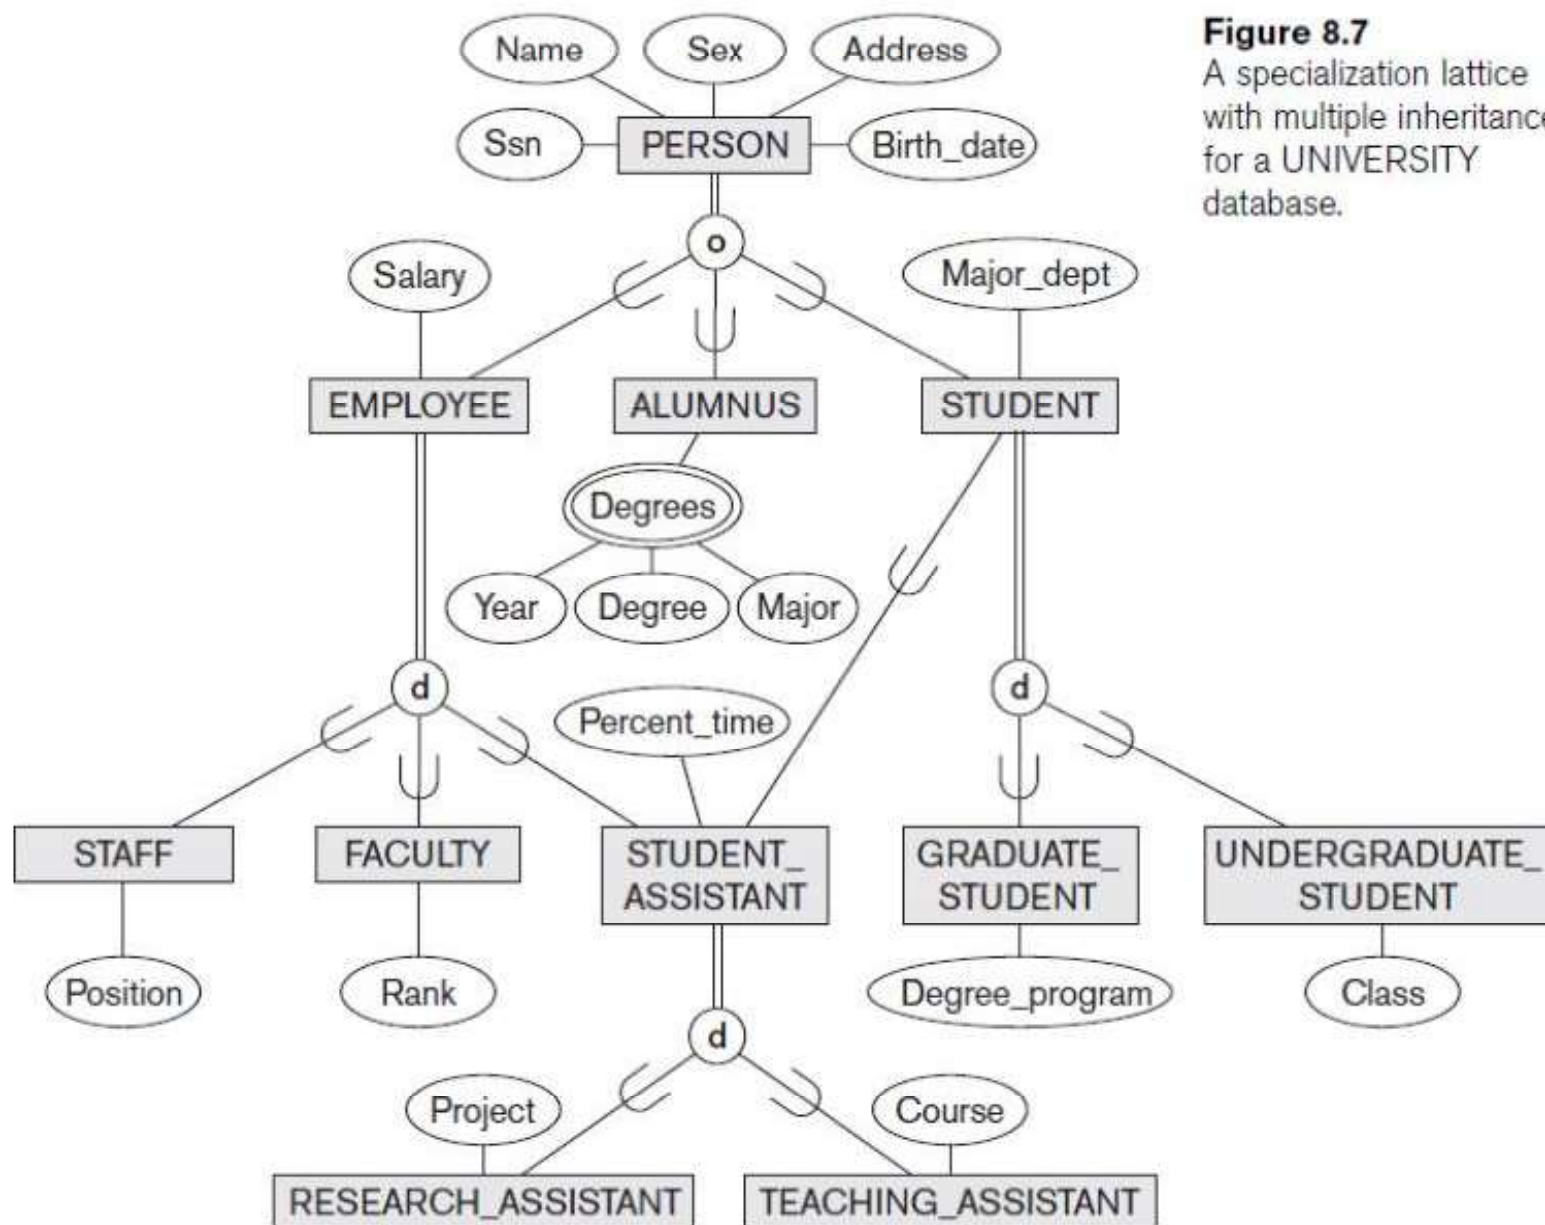 Figure 8.7
A specialization lattice
with multiple inheritance
for a UNIVERSITY
database.
Name
Sex
Address
Ssn
PERSON
Birth_date
o
Salary
Major_dept
EMPLOYEE
ALUMNUS
STUDENT
Degrees
Year
Degree
Major
d
d
Percent_time
STAFF
FACULTY
STUDENT_
ASSISTANT
GRADUATE_
STUDENT
UNDERGRADUATE_
STUDENT
Position
Rank
Degree_program
Class
d
Project
Course
RESEARCH_ASSISTANT
TEACHING_ASSISTANT